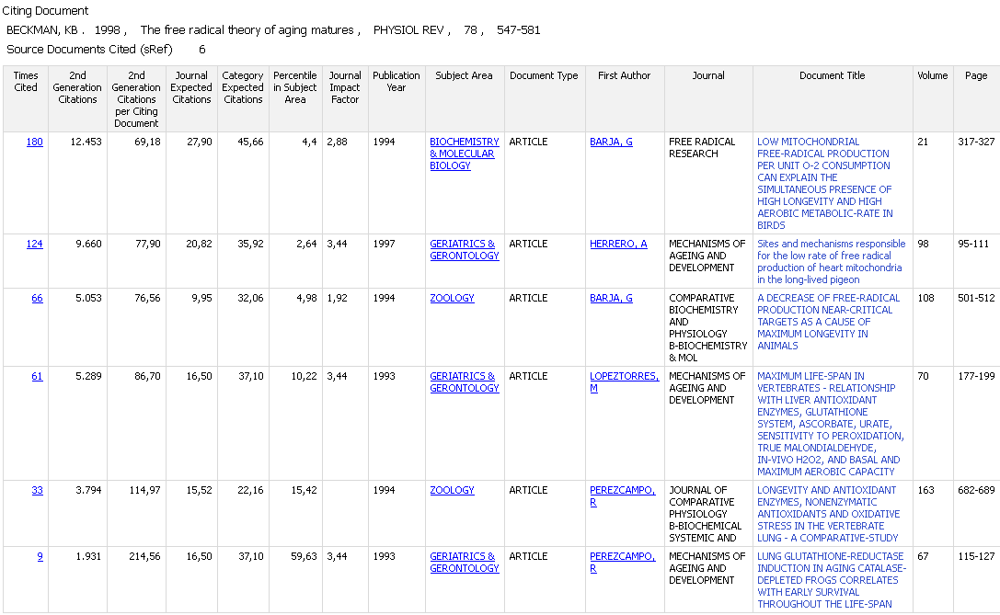 Citing Document
BECKMAN, KB . 1998 , The free radical theory of aging matures , PHYSIOL REV , 78 , 547-581
Source Documents Cited (sRef) 6
Times Cited 2nd Generation Citations 2nd Generation Citations per Citing Document Journal Expected Citations Category Expected Citations Percentile in Subject Area Journal Impact Factor Publication Year Subject Area Document Type First Author Journal Document Title Volume Page
180 12.453 69,18 27,90 45,66 4,4 2,88 1994 BIOCHEMISTRY ARTICLE BARJA, G FREE RADICAL LOW MITOCHONDRIAL 21 317-327
& MOLECULAR RESEARCH FREE-RADICAL PRODUCTION
BIOLOGY PER UNIT O-2 CONSUMPTION
CAN EXPLAIN THE
SIMULTANEOUS PRESENCE OF
HIGH LONGEVITY AND HIGH
AEROBIC METABOLIC-RATE IN
BIRDS
124 9.660 77,90 20,82 35,92 2,64 3,44 1997 GERIATRICS & ARTICLE HERRERO, A MECHANISMS OF Sites and mechanisms responsible 98 95-111
GERONTOLOGY AGEING AND for the low rate of free radical
DEVELOPMENT production of heart mitochondria
in the long-lived pigeon
66 5.053 76,56 9,95 32,06 4,98 1,92 1994 ZOOLOGY ARTICLE BARJA, G COMPARATIVE A DECREASE OF FREE-RADICAL 108 501-512
BIOCHEMISTRY PRODUCTION NEAR-CRITICAL
AND TARGETS AS A CAUSE OF
PHYSIOLOGY MAXIMUM LONGEVITY IN
B-BIOCHEMISTRY ANIMALS
& MOL
61 5.289 86,70 16,50 37,10 10,22 3,44 1993 GERIATRICS & ARTICLE LOPEZTORRES, MECHANISMS OF MAXIMUM LIFE-SPAN IN 70 177-199
GERONTOLOGY M AGEING AND VERTEBRATES - RELATIONSHIP
DEVELOPMENT WITH LIVER ANTIOXIDANT
ENZYMES, GLUTATHIONE
SYSTEM, ASCORBATE, URATE,
SENSITIVITY TO PEROXIDATION,
TRUE MALONDIALDEHYDE,
IN-VIVO H2O2, AND BASAL AND
MAXIMUM AEROBIC CAPACITY
33 3.794 114,97 15,52 22,16 15,42 1994 ZOOLOGY ARTICLE PEREZCAMPO, JOURNAL OF LONGEVITY AND ANTIOXIDANT 163 682-689
R COMPARATIVE ENZYMES, NONENZYMATIC
PHYSIOLOGY ANTIOXIDANTS AND OXIDATIVE
B-BIOCHEMICAL STRESS IN THE VERTEBRATE
SYSTEMIC AND LUNG - A COMPARATIVE-STUDY
9 1.931 214,56 16,50 37,10 59,63 3,44 1993 GERIATRICS & ARTICLE PEREZCAMPO, MECHANISMS OF LUNG GLUTATHIONE-REDUCTASE 67 115-127
GERONTOLOGY R AGEING AND INDUCTION IN AGING CATALASE-
DEVELOPMENT DEPLETED FROGS CORRELATES
WITH EARLY SURVIVAL
THROUGHOUT THE LIFE-SPAN